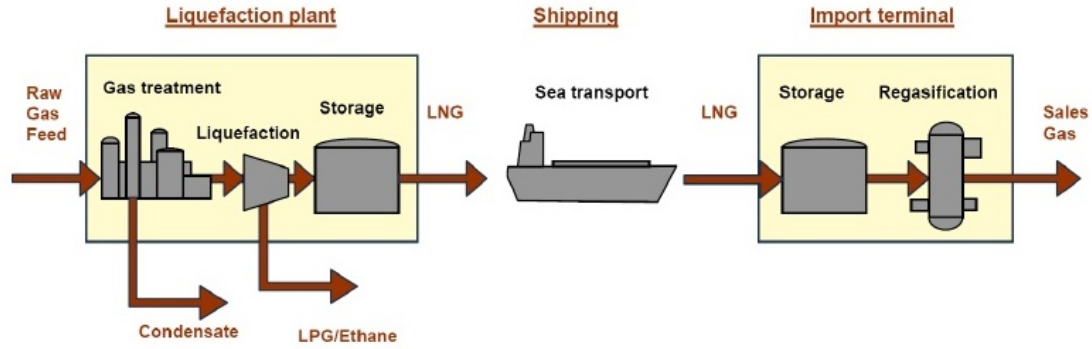 Liquefaction plant
Shipping
Import terminal
Raw
Gas
Feed
Gas treatment
Liquefaction
Storage
LNG
Sea transport
LNG
Storage
Regasification
Sales
Gas
Condensate
LPG/Ethane